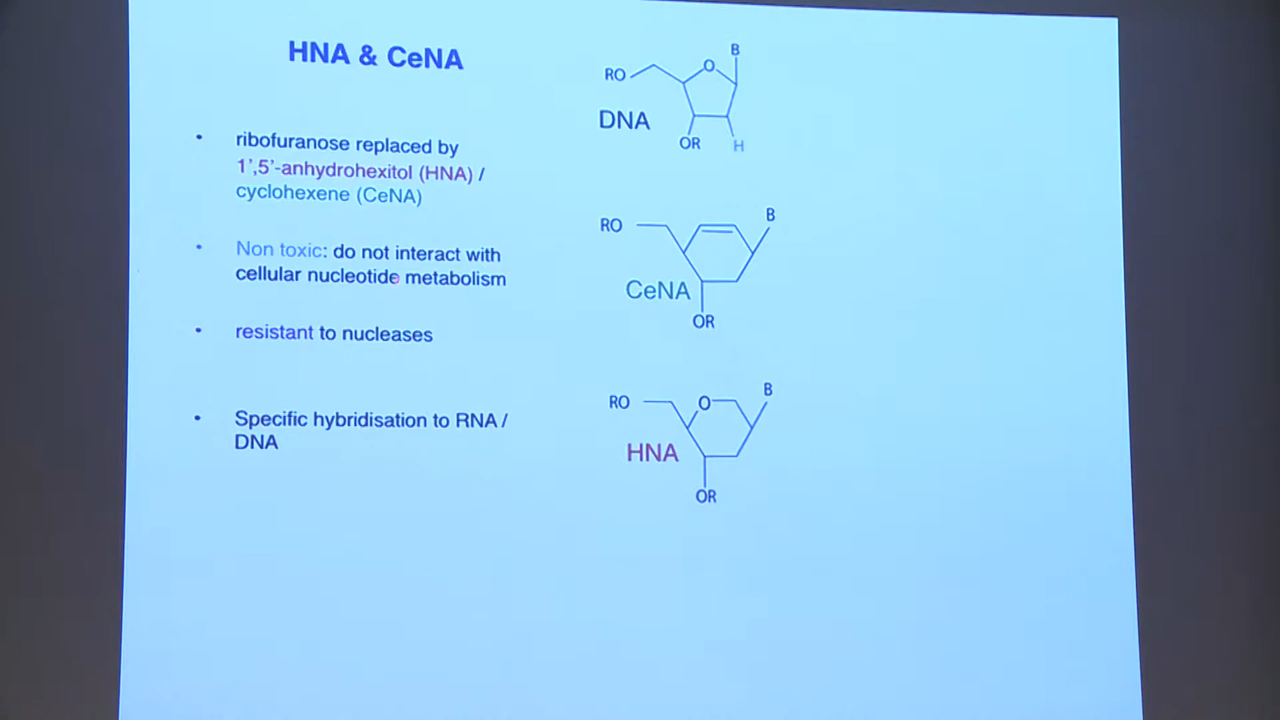 HNA & CeNA
• ribofuranose replaced by
1’,5’-anhydrohexitol (HNA) /
cyclohexene (CeNA)
• Non toxic: do not interact with
cellular nucleotide metabolism
• resistant to nucleases
• Specific hybridisation to RNA /
DNA
B
O
RO
DNA
OR
H
B
RO
CeNA
OR
B
RO
O
HNA
OR